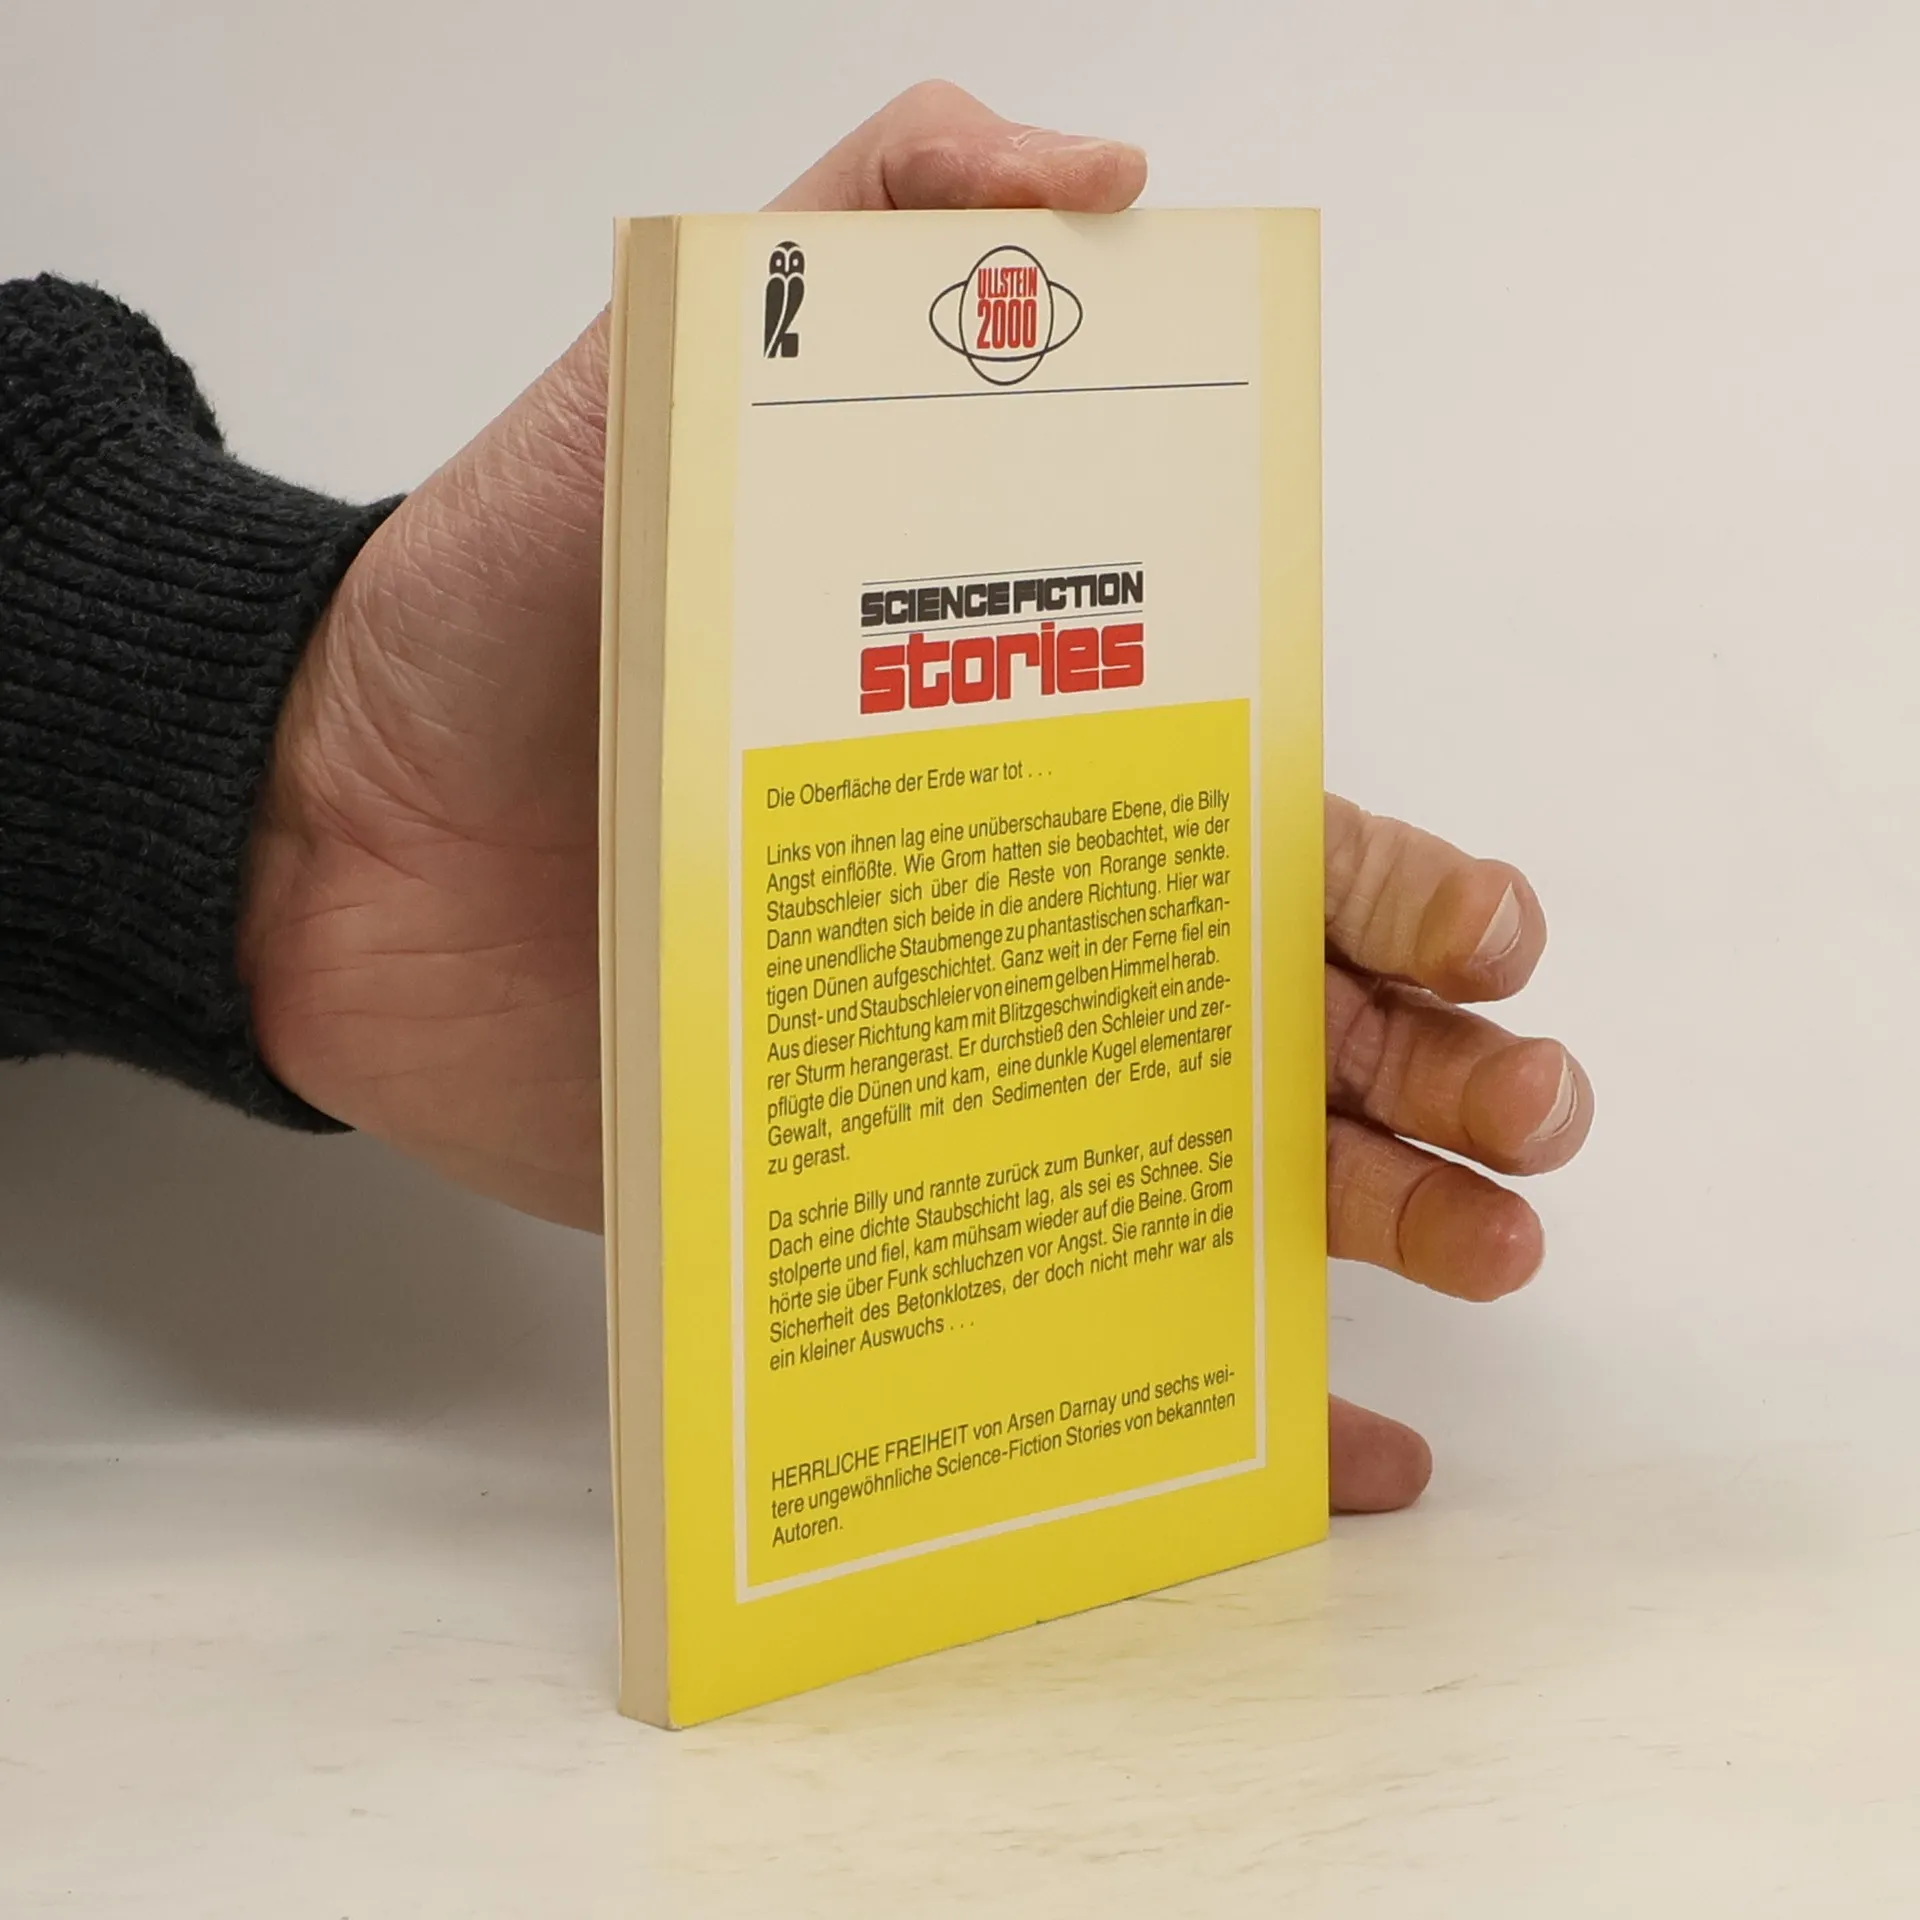 ULLSTEIN
2000
SCIENCE FICTION
stories
Die Oberfläche der Erde war tot . . .
Links von ihnen lag eine unüberschaubare Ebene, die Billy
Angst einflößte. Wie Grom hatten sie beobachtet, wie der
Staubschleier sich über die Reste von Rorange senkte.
Dann wandten sich beide in die andere Richtung. Hier war
eine unendliche Staubmenge zu phantastischen scharfkan-
tigen Dünen aufgeschichtet. Ganz weit in der Ferne fiel ein
Dunst- und Staubschleier von einem gelben Himmel herab.
Aus dieser Richtung kam mit Blitzgeschwindigkeit ein ande-
rer Sturm herangerast. Er durchstieß den Schleier und zer-
pflügte die Dünen und kam, eine dunkle Kugel elementarer
Gewalt, angefüllt mit den Sedimenten der Erde, auf sie
zu gerast.
Da schrie Billy und rannte zurück zum Bunker, auf dessen
Dach eine dichte Staubschicht lag, als sei es Schnee. Sie
stolperte und fiel, kam mühsam wieder auf die Beine. Grom
hörte sie über Funk schluchzen vor Angst. Sie rannte in die
Sicherheit des Betonklotzes, der doch nicht mehr war als
ein kleiner Auswuchs . . .
HERRLICHE FREIHEIT von Arsen Darnay und sechs wei-
tere ungewöhnliche Science-Fiction Stories von bekannten
Autoren.